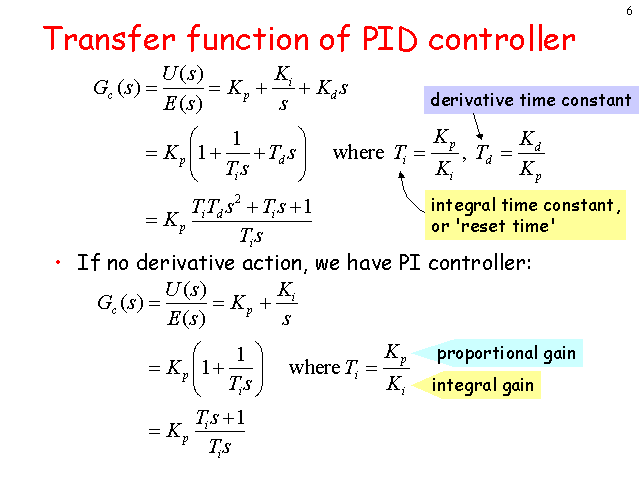 6
Transfer function of PID controller
G_c(s) = U(s)/E(s) = K_p + K_i/s + K_d s
derivative time constant
= K_p (1 + 1/(T_i s) + T_d s) where T_i = K_p/K_i , T_d = K_d/K_p
= K_p (T_i T_d s² + T_i s + 1)/(T_i s)
integral time constant,
or 'reset time'
• If no derivative action, we have PI controller:
G_c(s) = U(s)/E(s) = K_p + K_i/s
= K_p (1 + 1/(T_i s)) where T_i = K_p/K_i
proportional gain
integral gain
= K_p (T_i s + 1)/(T_i s)